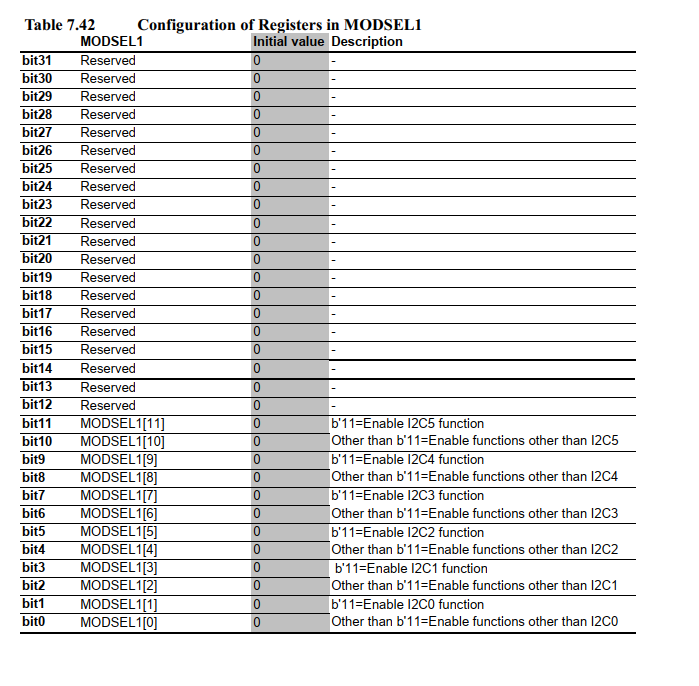 Table 7.42 Configuration of Registers in MODSEL1
MODSEL1 Initial value Description
bit31 Reserved 0 -
bit30 Reserved 0 -
bit29 Reserved 0 -
bit28 Reserved 0 -
bit27 Reserved 0 -
bit26 Reserved 0 -
bit25 Reserved 0 -
bit24 Reserved 0 -
bit23 Reserved 0 -
bit22 Reserved 0 -
bit21 Reserved 0 -
bit20 Reserved 0 -
bit19 Reserved 0 -
bit18 Reserved 0 -
bit17 Reserved 0 -
bit16 Reserved 0 -
bit15 Reserved 0 -
bit14 Reserved 0 -
bit13 Reserved 0 -
bit12 Reserved 0 -
bit11 MODSEL1[11] 0 b'11=Enable I2C5 function
bit10 MODSEL1[10] 0 Other than b'11=Enable functions other than I2C5
bit9 MODSEL1[9] 0 b'11=Enable I2C4 function
bit8 MODSEL1[8] 0 Other than b'11=Enable functions other than I2C4
bit7 MODSEL1[7] 0 b'11=Enable I2C3 function
bit6 MODSEL1[6] 0 Other than b'11=Enable functions other than I2C3
bit5 MODSEL1[5] 0 b'11=Enable I2C2 function
bit4 MODSEL1[4] 0 Other than b'11=Enable functions other than I2C2
bit3 MODSEL1[3] 0 b'11=Enable I2C1 function
bit2 MODSEL1[2] 0 Other than b'11=Enable functions other than I2C1
bit1 MODSEL1[1] 0 b'11=Enable I2C0 function
bit0 MODSEL1[0] 0 Other than b'11=Enable functions other than I2C0